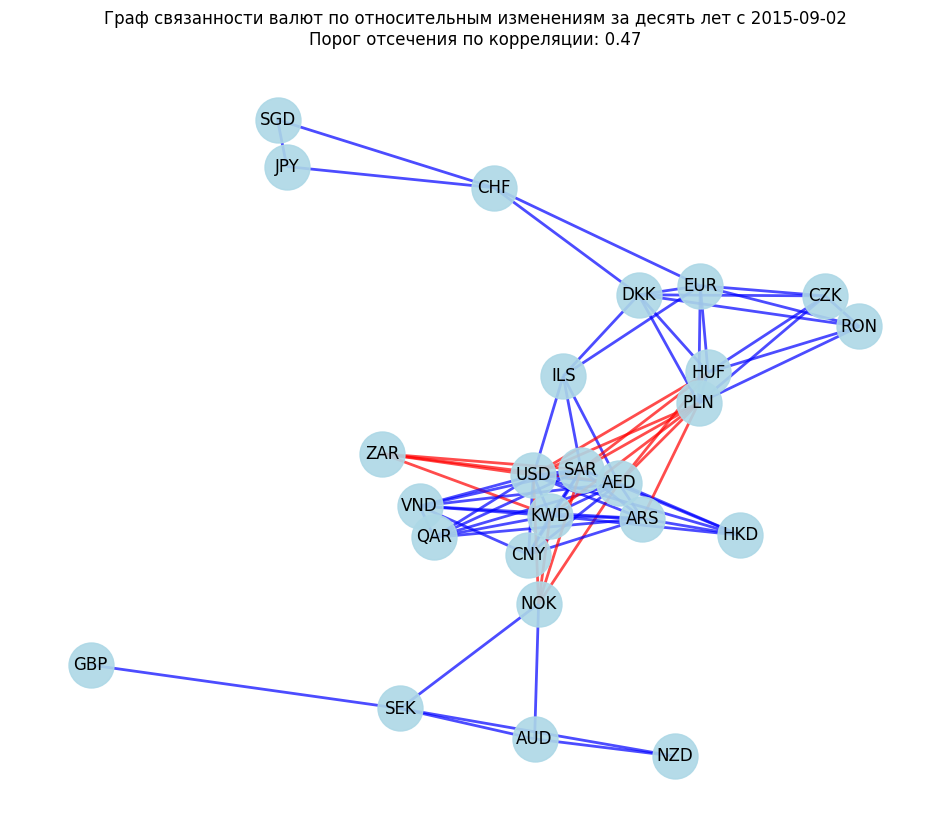 Граф связанности валют по относительным изменениям за десять лет с 2015-09-02
Порог отсечения по корреляции: 0.47
SGD
JPY
CHF
EUR
DKK
CZK
RON
HUF
ILS
PLN
ZAR
SAR
USD
AED
VND
KWD
ARS
QAR
HKD
CNY
NOK
GBP
SEK
AUD
NZD